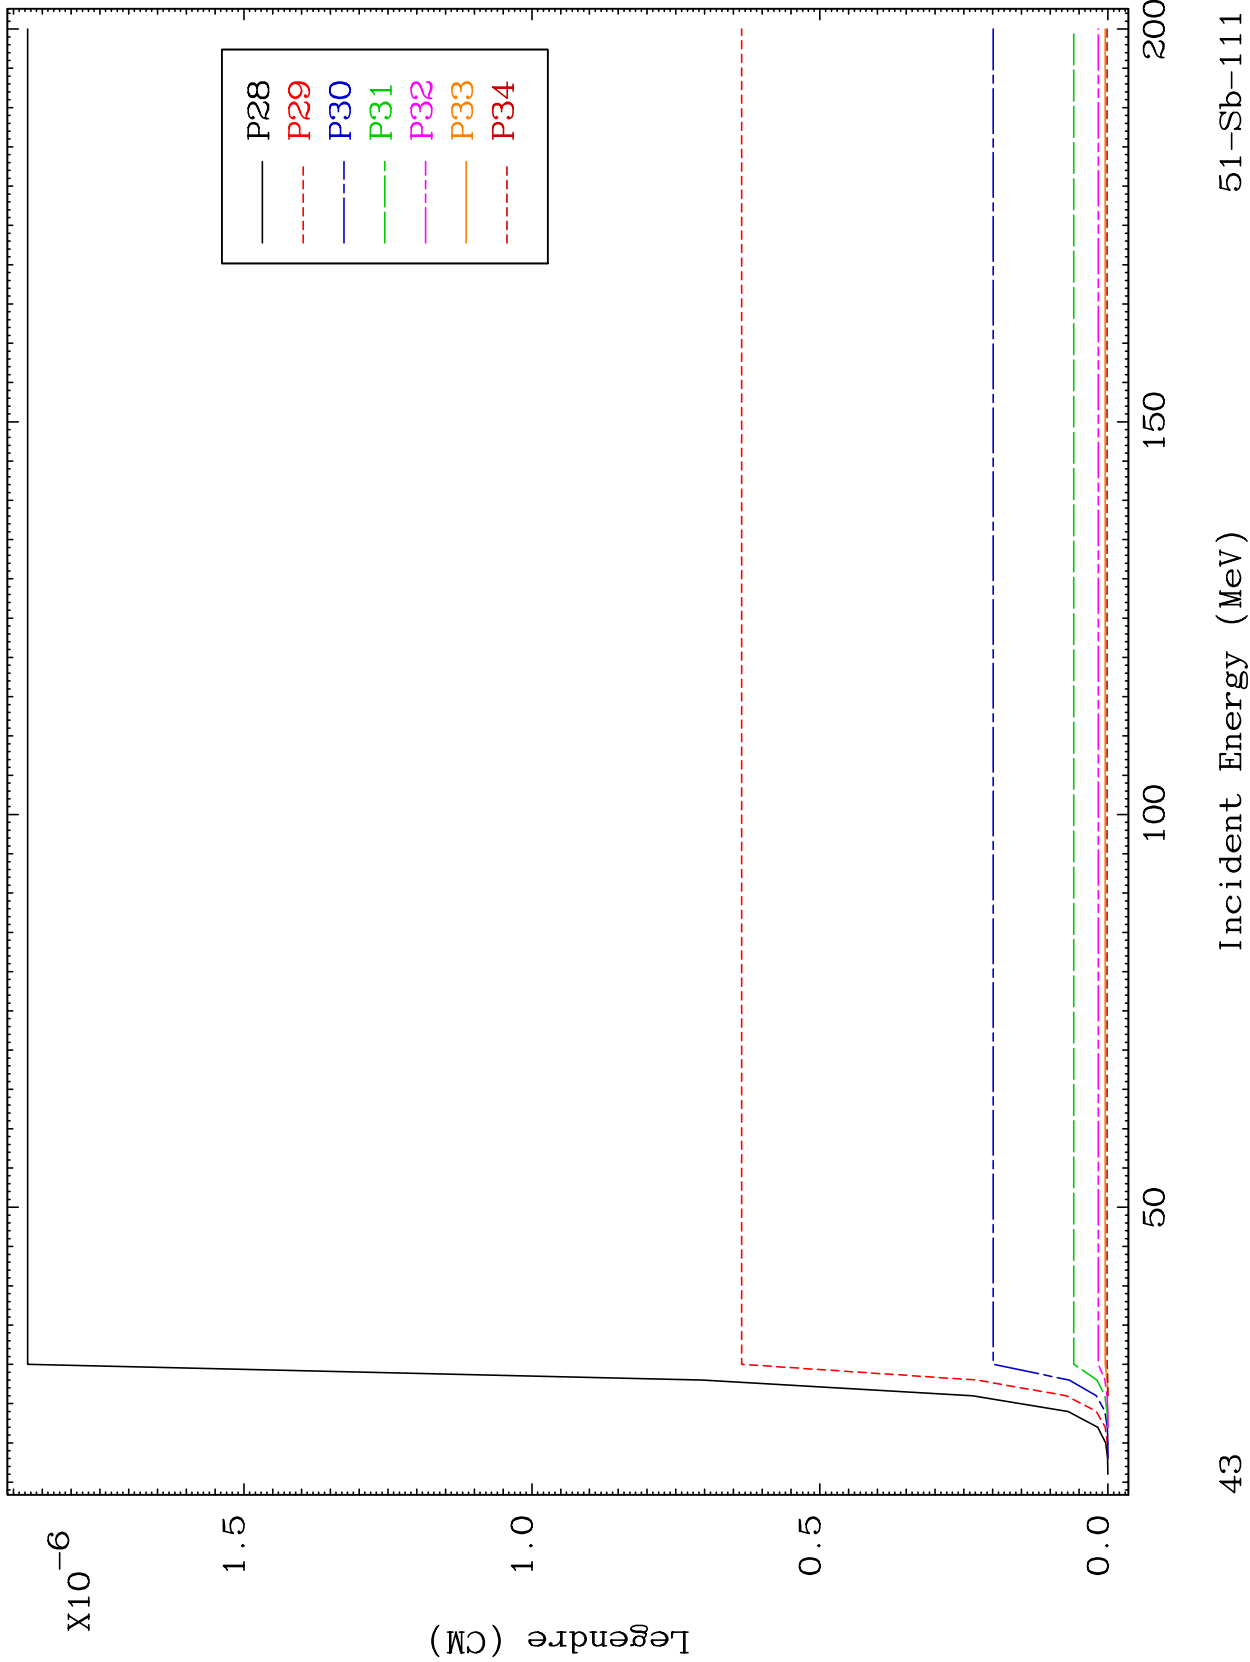 X10-6
1.5
1.0
0.5
0.0
Legendre (CM)
P28
P29
P30
P31
P32
P33
P34
50
100
150
200
Incident Energy (MeV)
43
51-Sb-111